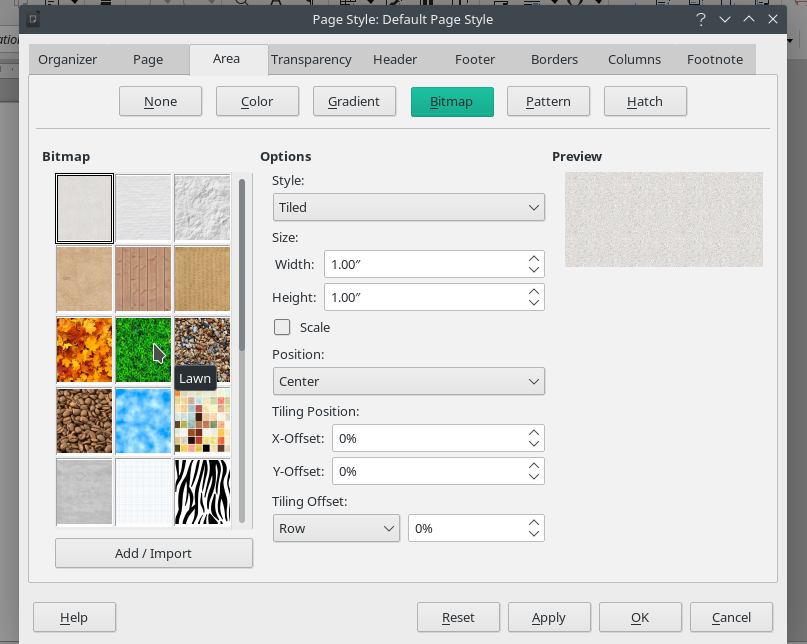 Page Style: Default Page Style
Organizer Page Area Transparency Header Footer Borders Columns Footnote
None Color Gradient Bitmap Pattern Hatch
Bitmap Options Preview
Style:
Tiled
Size:
Width: 1.00″
Height: 1.00″
Scale
Position:
Lawn
Center
Tiling Position:
X-Offset: 0%
Y-Offset: 0%
Tiling Offset:
Row 0%
Add / Import
Help Reset Apply OK Cancel